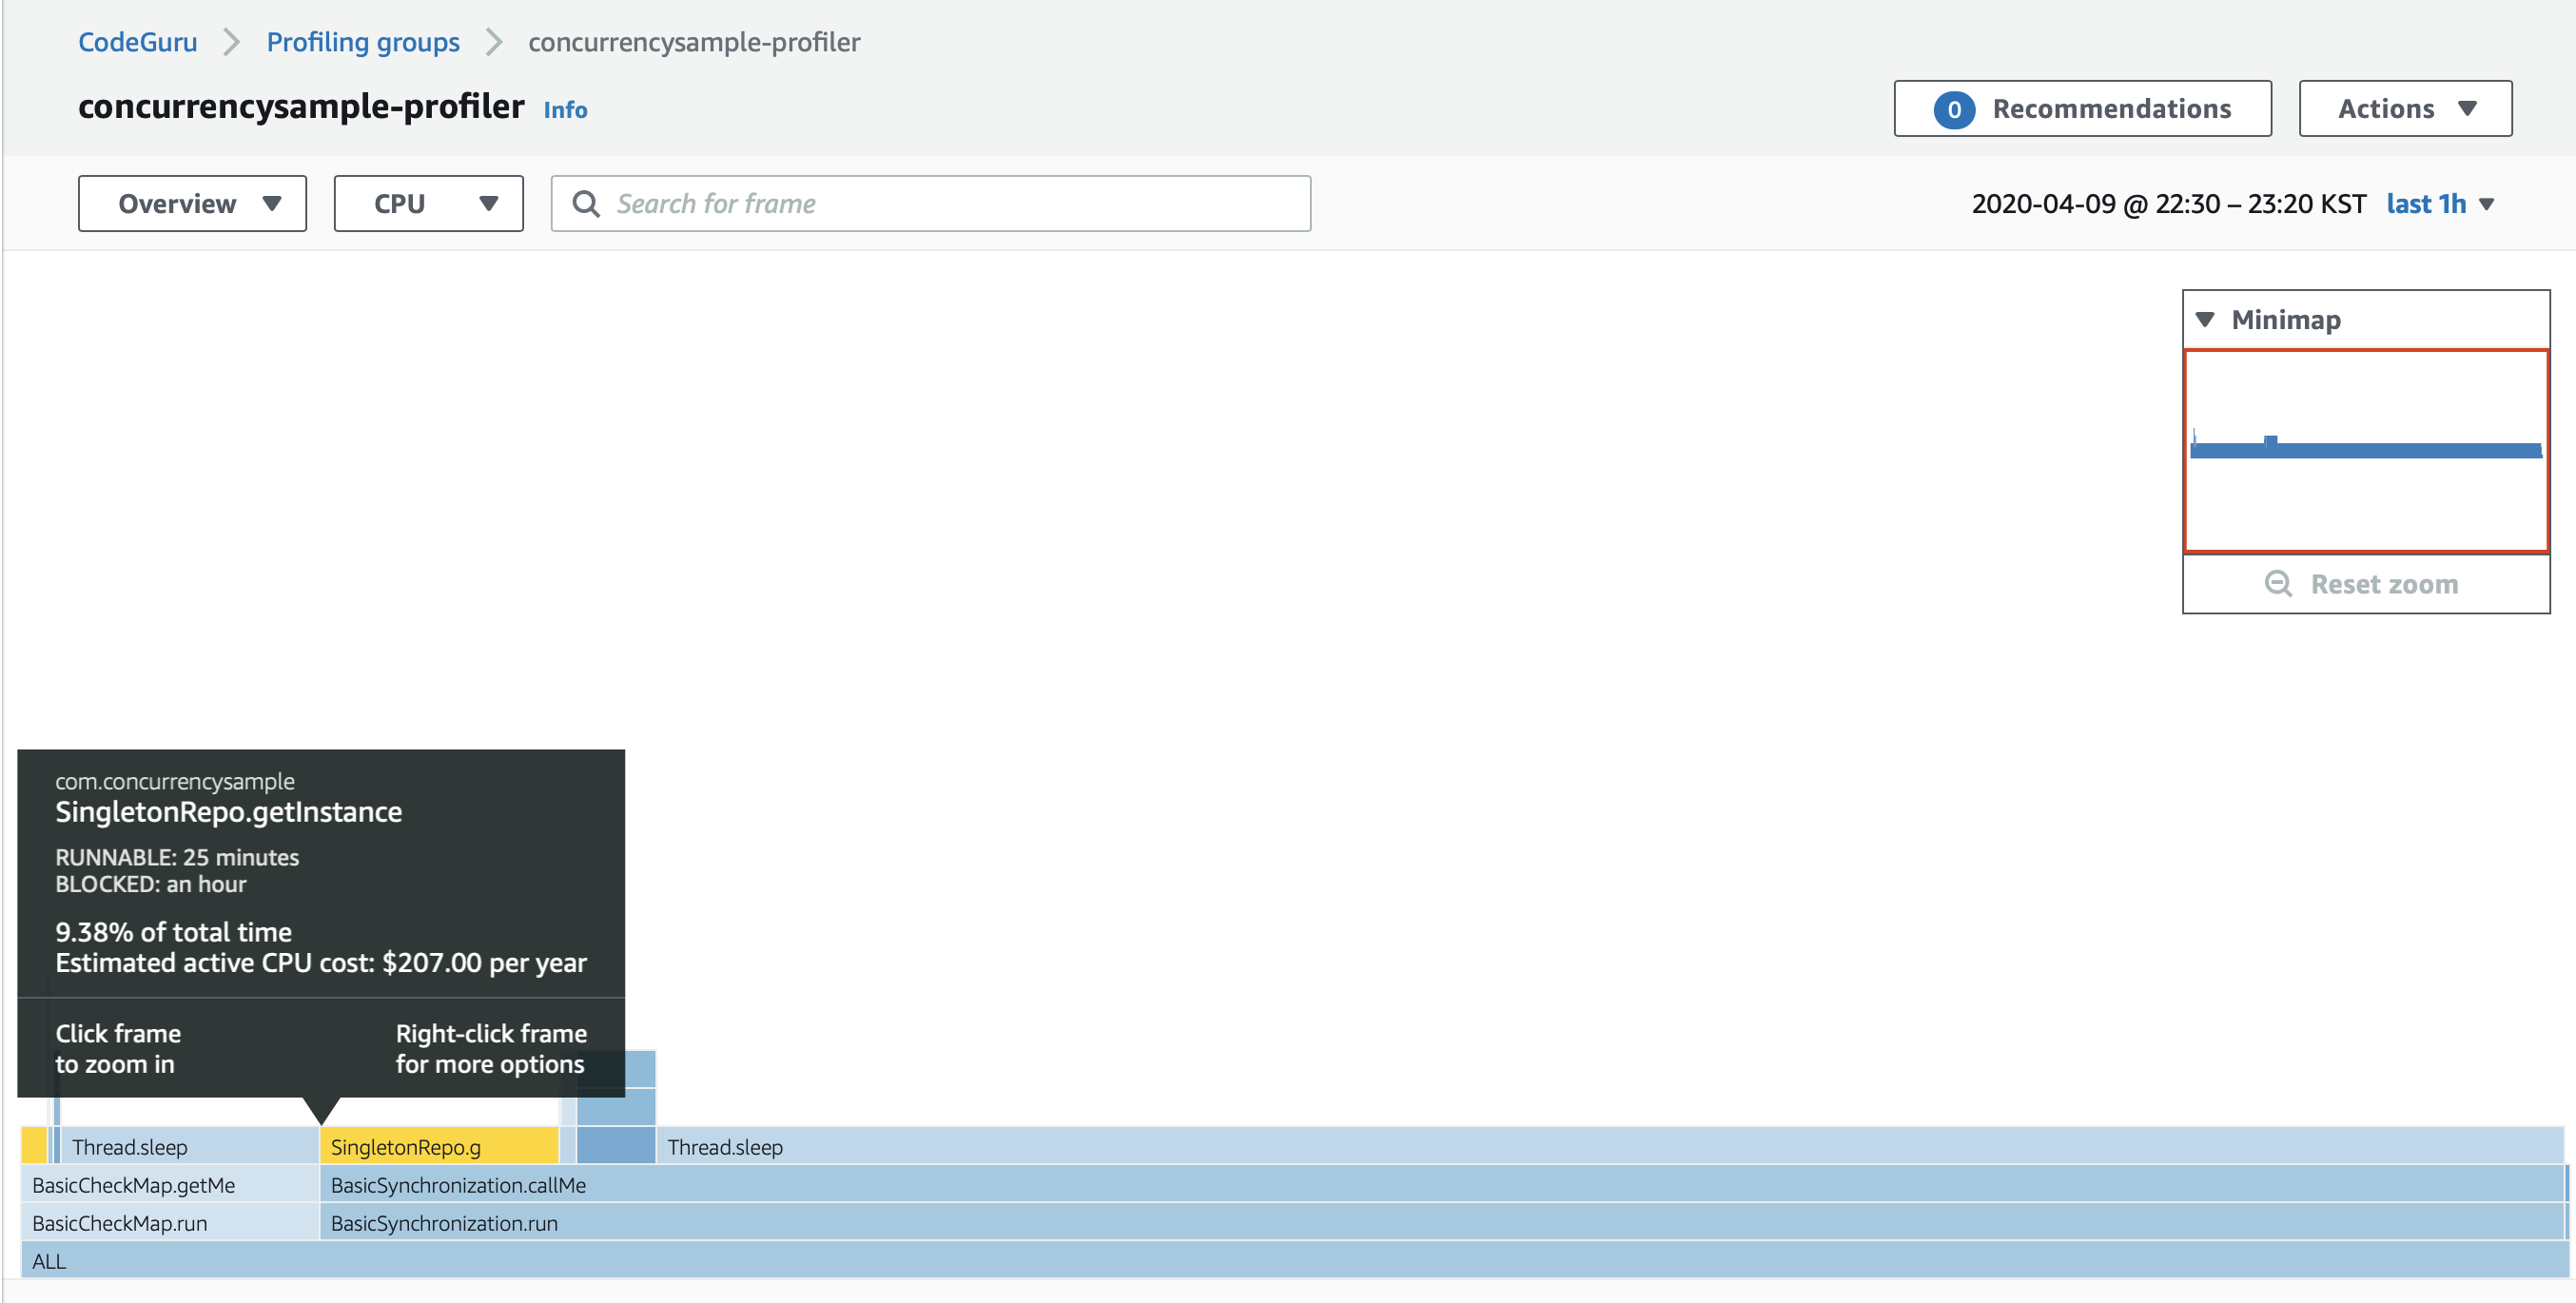 CodeGuru > Profiling groups > concurrencysample-profiler
concurrencysample-profiler Info
0 Recommendations
Actions
Overview
CPU
Search for frame
2020-04-09 @ 22:30 – 23:20 KST last 1h
Minimap
Reset zoom
com.concurrencysample
SingletonRepo.getInstance
RUNNABLE: 25 minutes
BLOCKED: an hour
9.38% of total time
Estimated active CPU cost: $207.00 per year
Click frame
to zoom in
Right-click frame
for more options
Thread.sleep
SingletonRepo.g
Thread.sleep
BasicCheckMap.getMe
BasicSynchronization.callMe
BasicCheckMap.run
BasicSynchronization.run
ALL